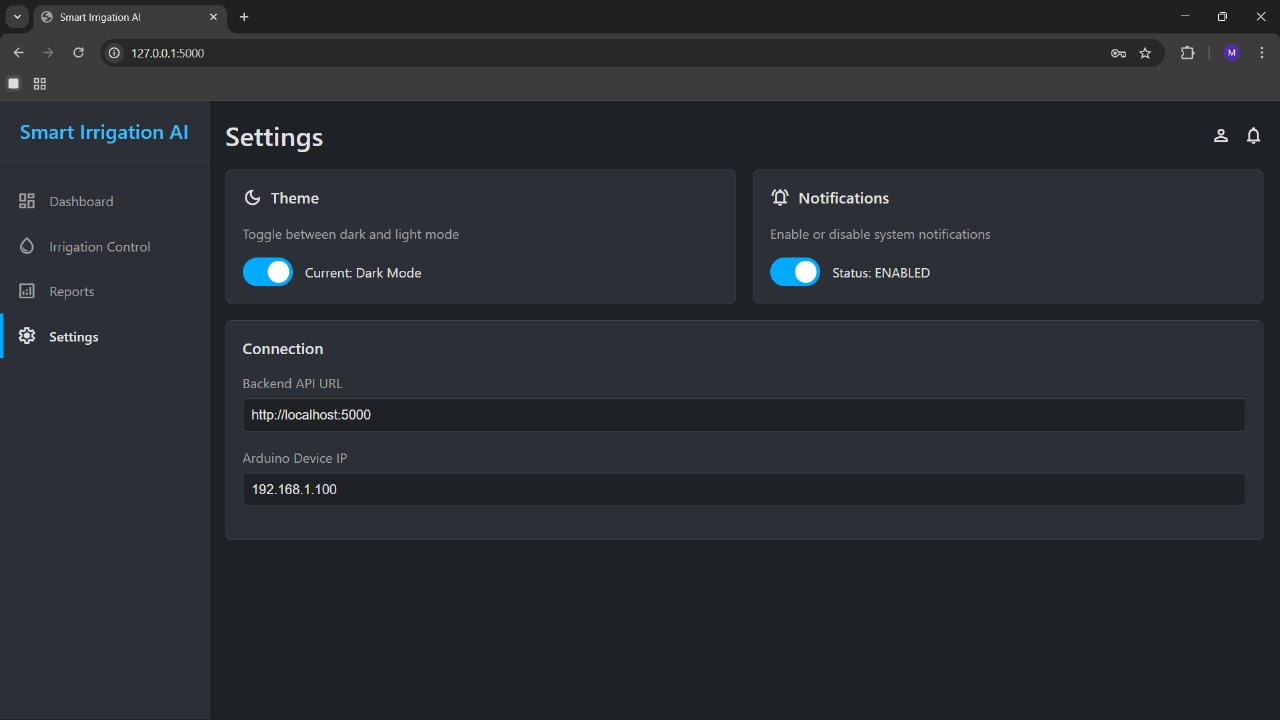 Smart Irrigation AI
127.0.0.1:5000
M
Smart Irrigation AI
Dashboard
Irrigation Control
Reports
Settings
Settings
Theme
Toggle between dark and light mode
Current: Dark Mode
Notifications
Enable or disable system notifications
Status: ENABLED
Connection
Backend API URL
http://localhost:5000
Arduino Device IP
192.168.1.100